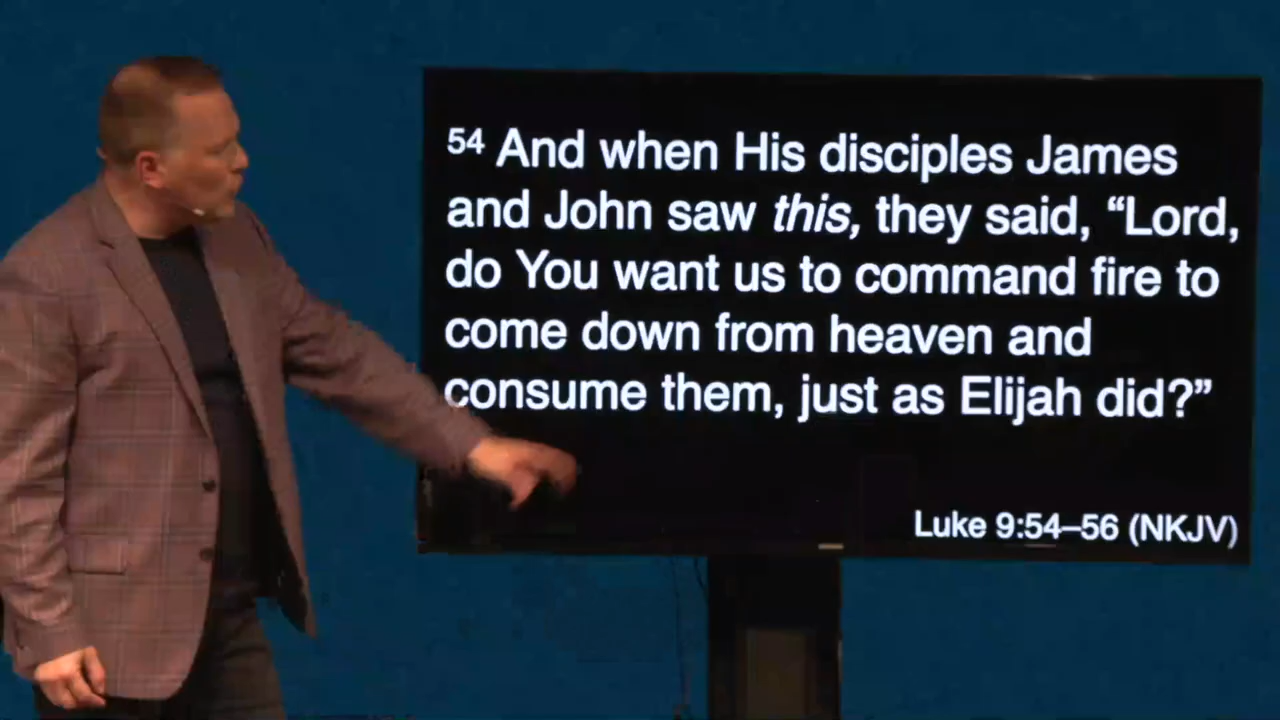 54 And when His disciples James
and John saw this, they said, “Lord,
do You want us to command fire to
come down from heaven and
consume them, just as Elijah did?”
Luke 9:54–56 (NKJV)